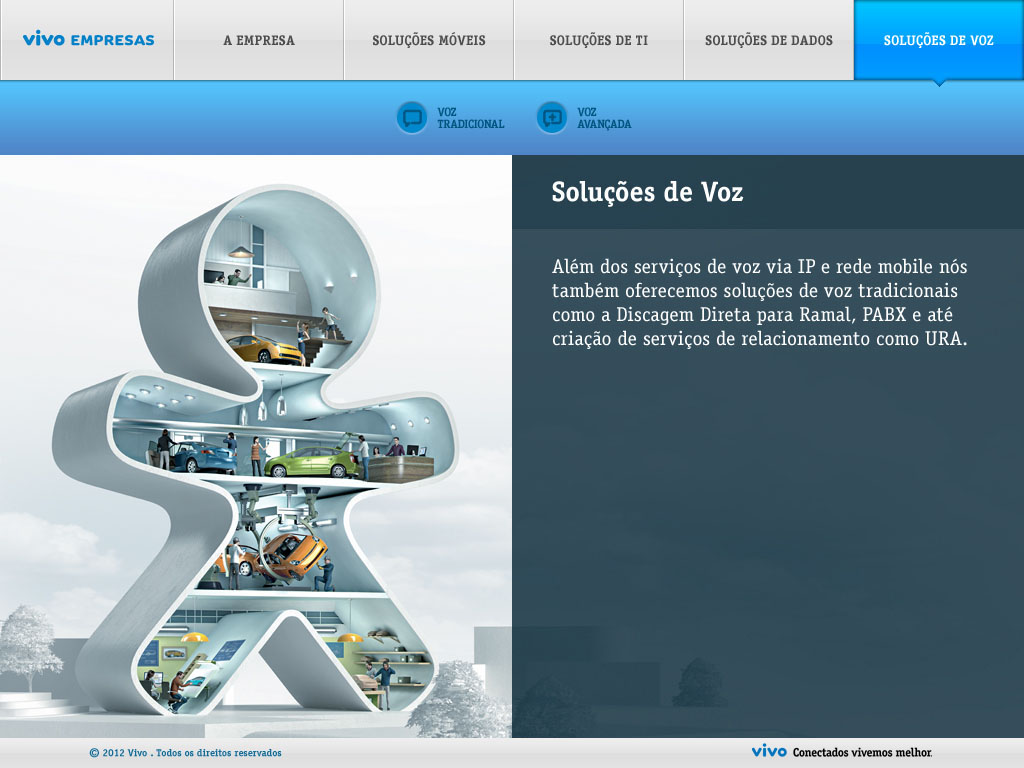 vivo EMPRESAS
A EMPRESA
SOLUÇÕES MÓVEIS
SOLUÇÕES DE TI
SOLUÇÕES DE DADOS
SOLUÇÕES DE VOZ
VOZ
TRADICIONAL
VOZ
AVANÇADA
Soluções de Voz
Além dos serviços de voz via IP e rede mobile nós
também oferecemos soluções de voz tradicionais
como a Discagem Direta para Ramal, PABX e até
criação de serviços de relacionamento como URA.
© 2012 Vivo . Todos os direitos reservados
vivo Conectados vivemos melhor.